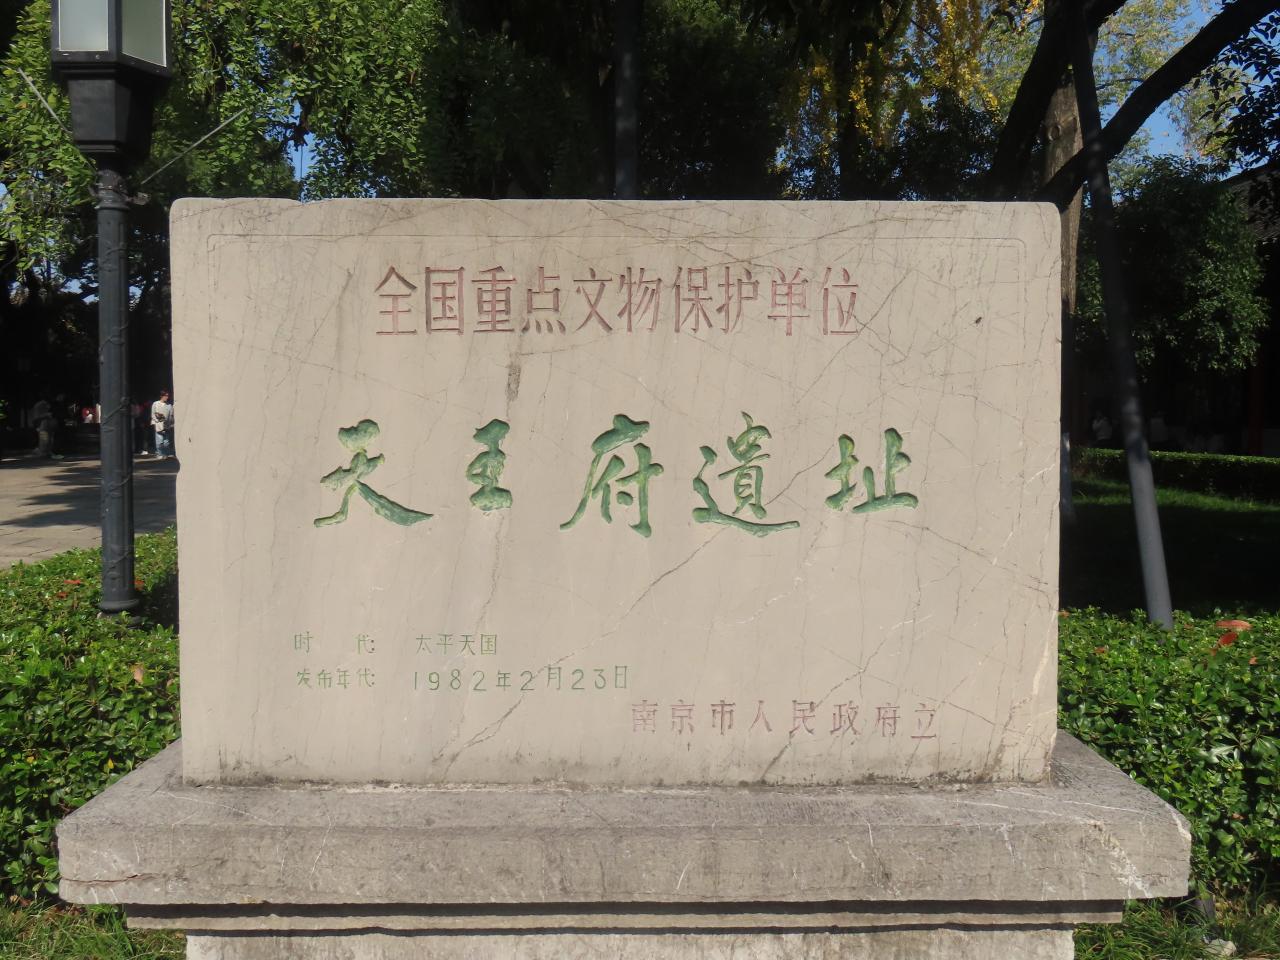 全国重点文物保护单位
天王府遺址
时　代: 太平天国
发布年代: 1982年2月23日
南京市人民政府立